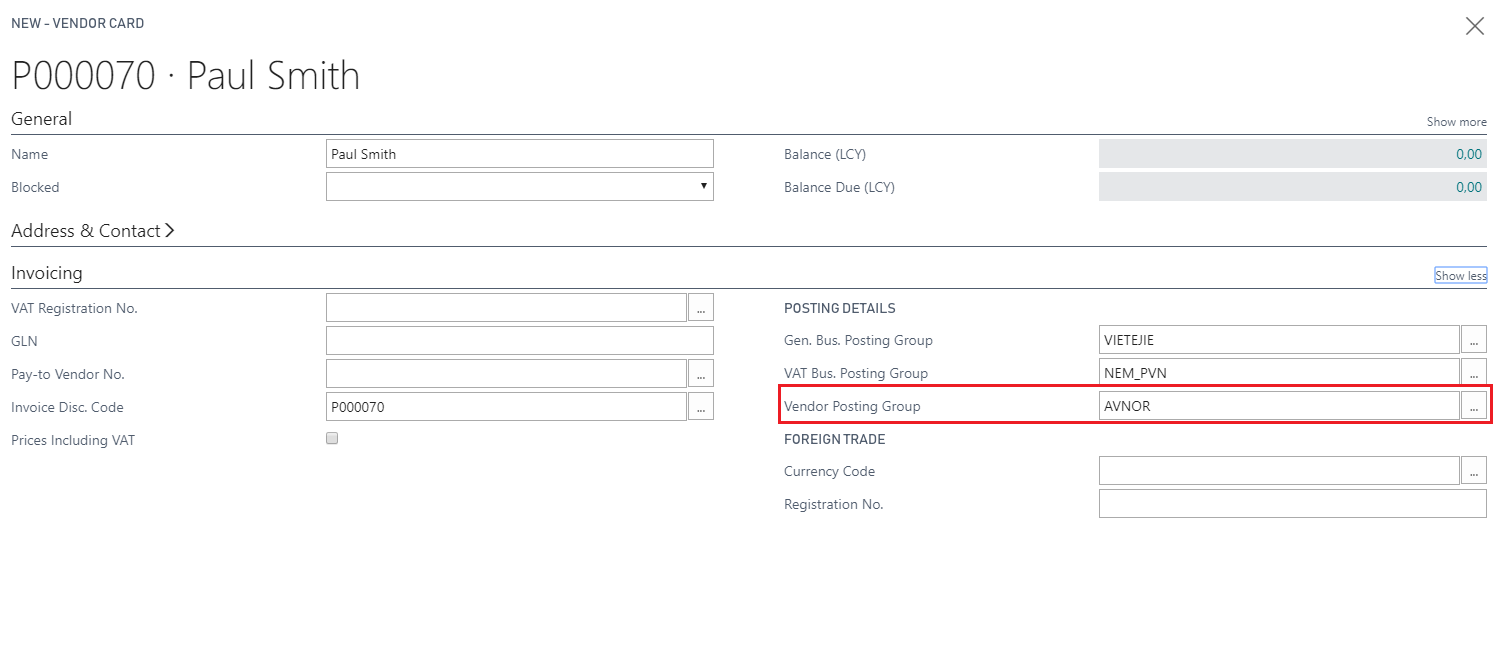 NEW - VENDOR CARD
P000070 · Paul Smith
General
Show more
Name
Paul Smith
Balance (LCY)
0,00
Blocked
Balance Due (LCY)
0,00
Address & Contact
Invoicing
Show less
VAT Registration No.
...
GLN
Pay-to Vendor No.
...
Invoice Disc. Code
P000070
...
Prices Including VAT
POSTING DETAILS
Gen. Bus. Posting Group
VIETEJIE
...
VAT Bus. Posting Group
NEM_PVN
...
Vendor Posting Group
AVNOR
...
FOREIGN TRADE
Currency Code
...
Registration No.